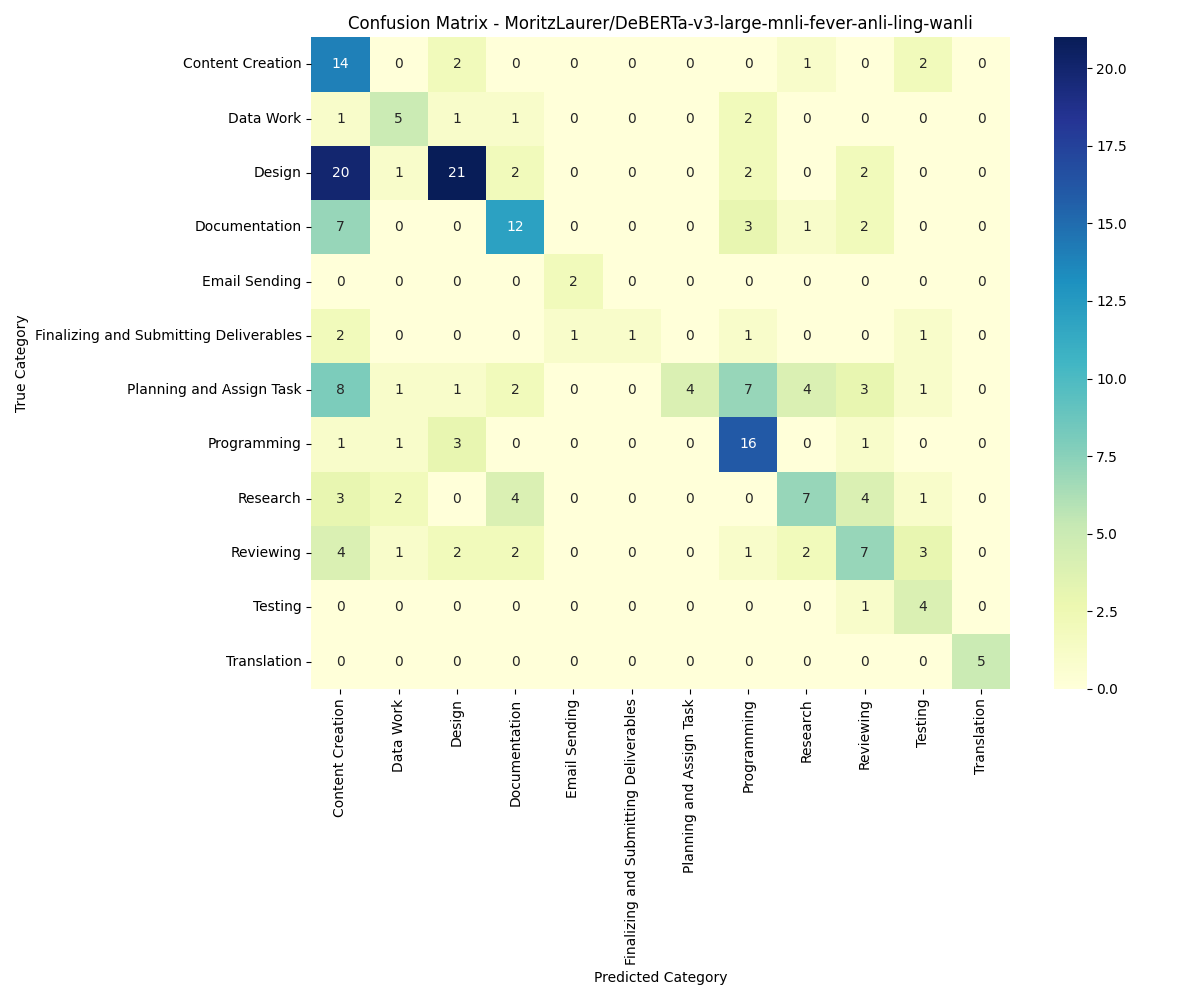 Confusion Matrix - MoritzLaurer/DeBERTa-v3-large-mnli-fever-anli-ling-wanli
True Category
Content Creation 14 0 2 0 0 0 0 0 1 0 2 0
Data Work 1 5 1 1 0 0 0 2 0 0 0 0
Design 20 1 21 2 0 0 0 2 0 2 0 0
Documentation 7 0 0 12 0 0 0 3 1 2 0 0
Email Sending 0 0 0 0 2 0 0 0 0 0 0 0
Finalizing and Submitting Deliverables 2 0 0 0 1 1 0 1 0 0 1 0
Planning and Assign Task 8 1 1 2 0 0 4 7 4 3 1 0
Programming 1 1 3 0 0 0 0 16 0 1 0 0
Research 3 2 0 4 0 0 0 0 7 4 1 0
Reviewing 4 1 2 2 0 0 0 1 2 7 3 0
Testing 0 0 0 0 0 0 0 0 0 1 4 0
Translation 0 0 0 0 0 0 0 0 0 0 0 5
Content Creation
Data Work
Design
Documentation
Email Sending
Finalizing and Submitting Deliverables
Planning and Assign Task
Programming
Research
Reviewing
Testing
Translation
Predicted Category
20.0
17.5
15.0
12.5
10.0
7.5
5.0
2.5
0.0